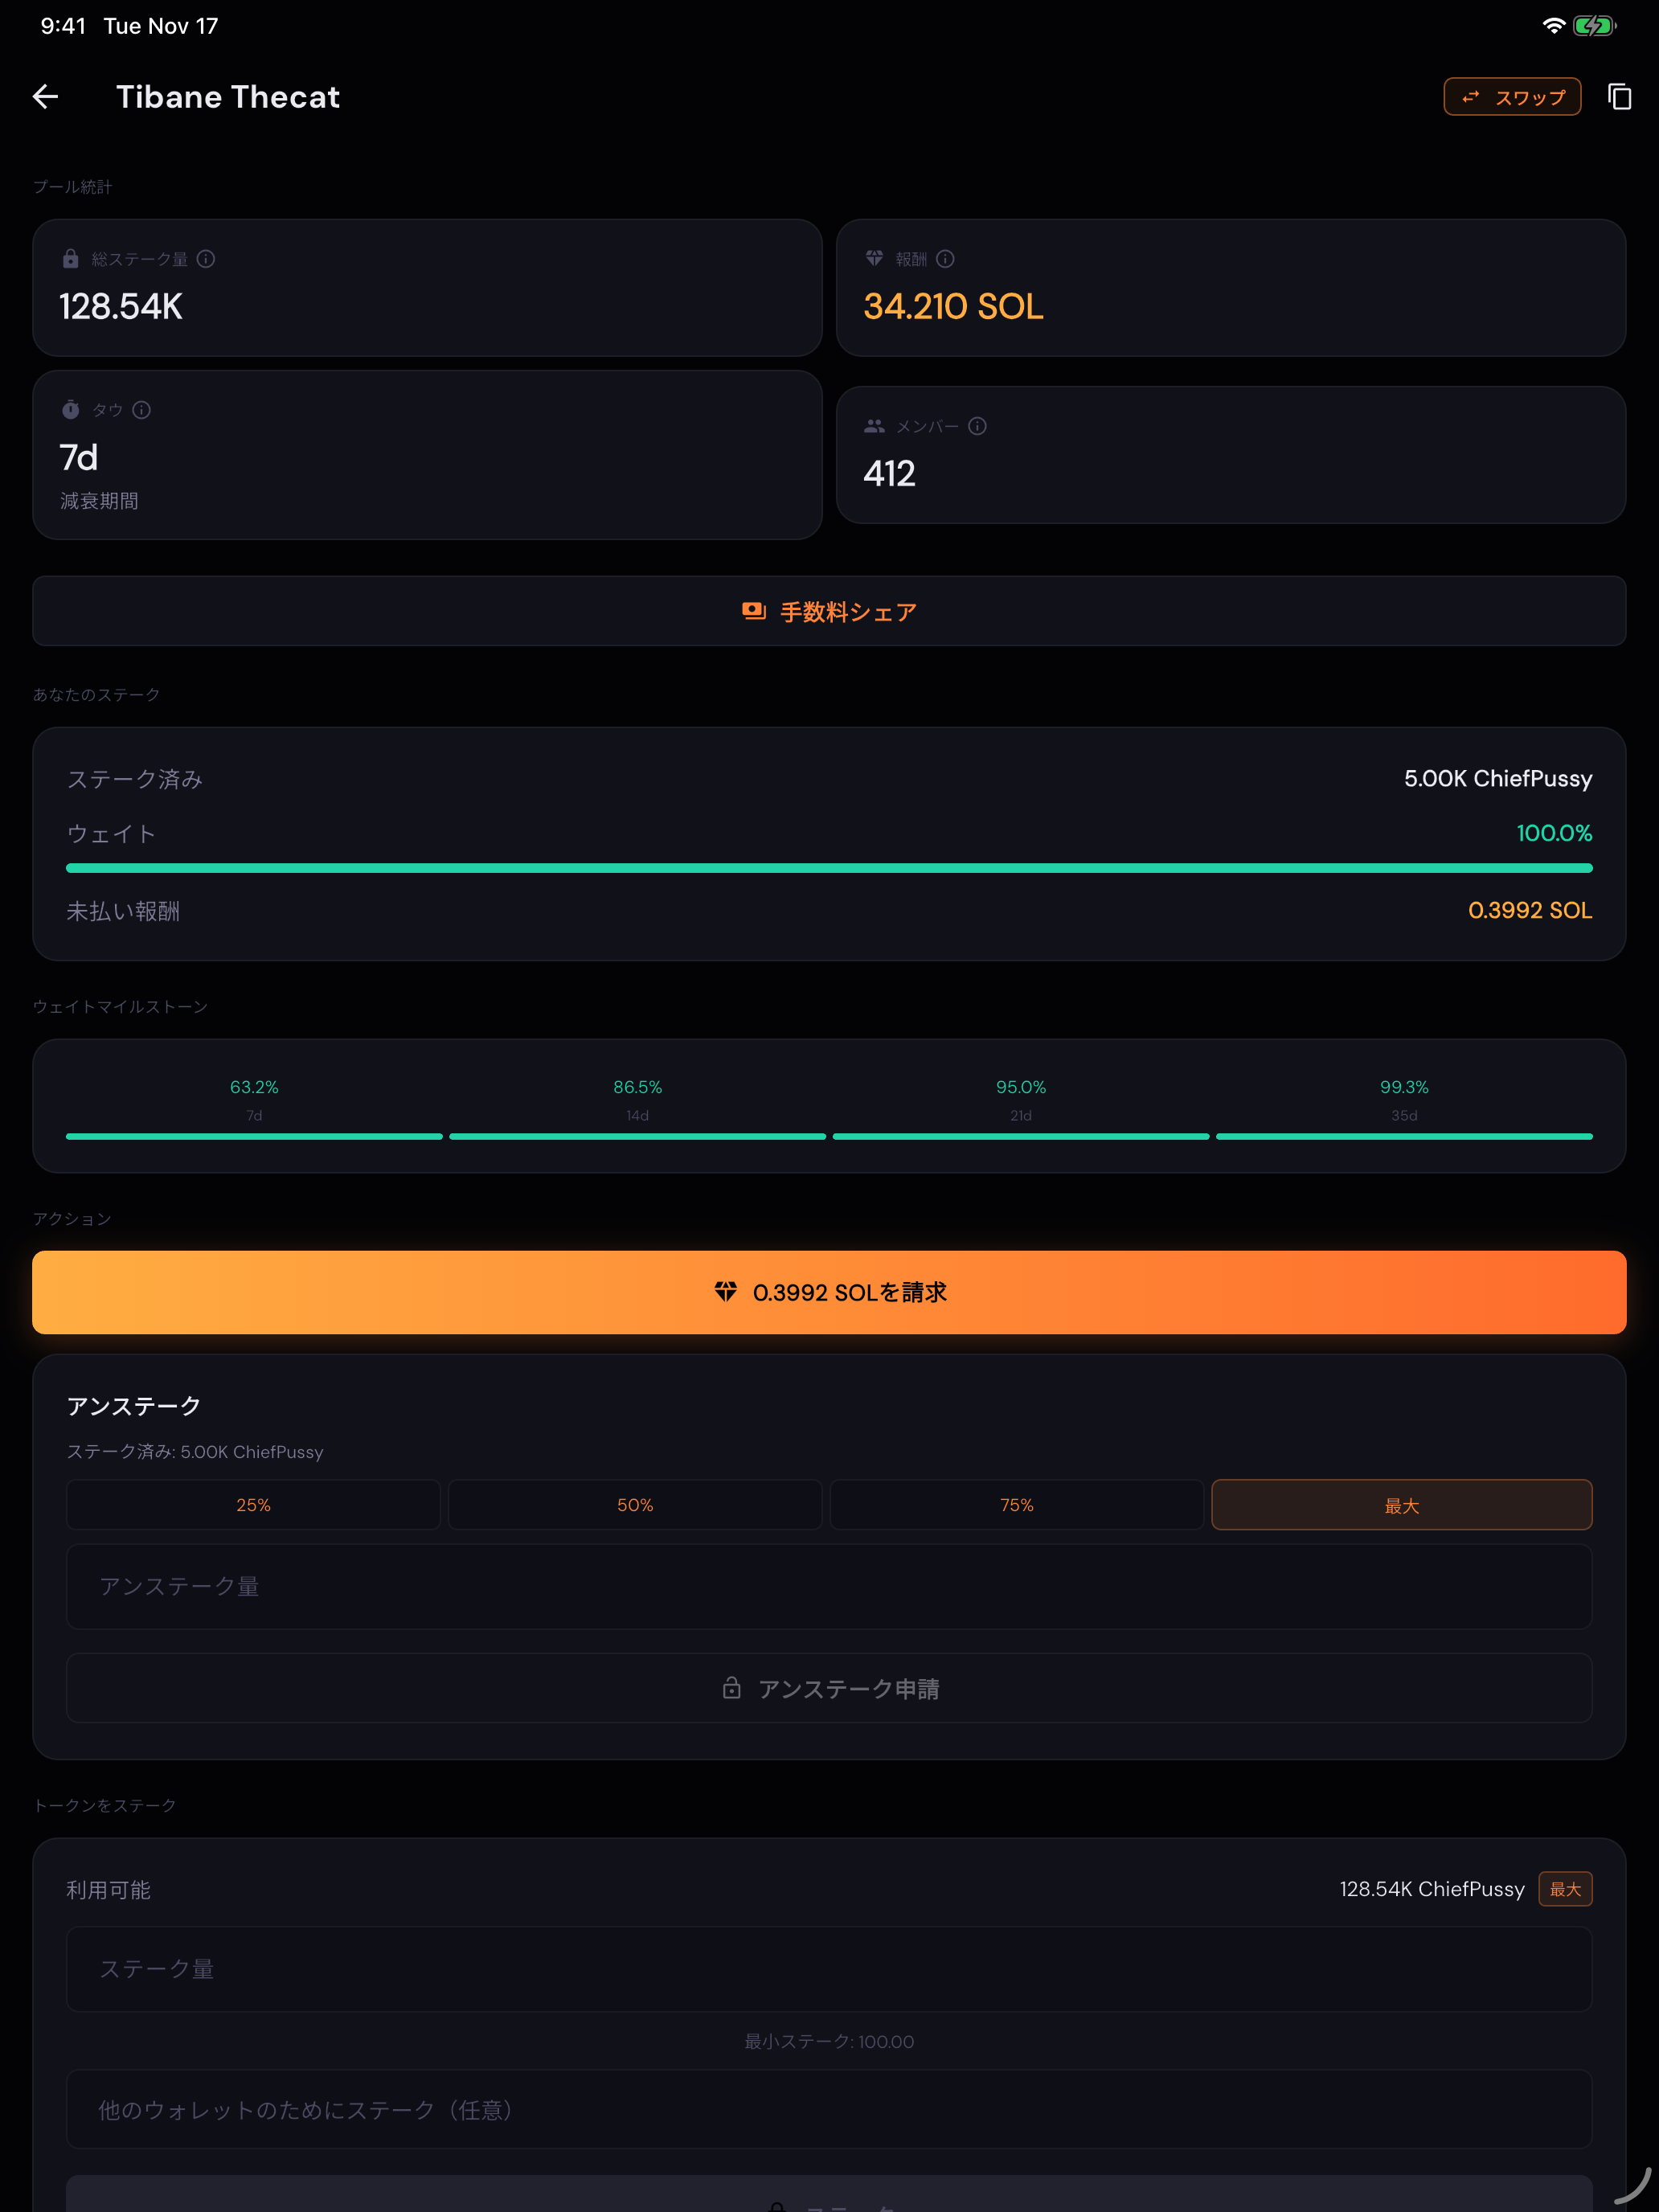 9:41 Tue Nov 17
Tibane Thecat
スワップ
プール統計
総ステーク量
128.54K
報酬
34.210 SOL
タウ
7d
減衰期間
メンバー
412
手数料シェア
あなたのステーク
ステーク済み
5.00K ChiefPussy
ウェイト
100.0%
未払い報酬
0.3992 SOL
ウェイトマイルストーン
63.2%
7d
86.5%
14d
95.0%
21d
99.3%
35d
アクション
0.3992 SOLを請求
アンステーク
ステーク済み: 5.00K ChiefPussy
25%
50%
75%
最大
アンステーク量
アンステーク申請
トークンをステーク
利用可能
128.54K ChiefPussy
最大
ステーク量
最小ステーク: 100.00
他のウォレットのためにステーク（任意）